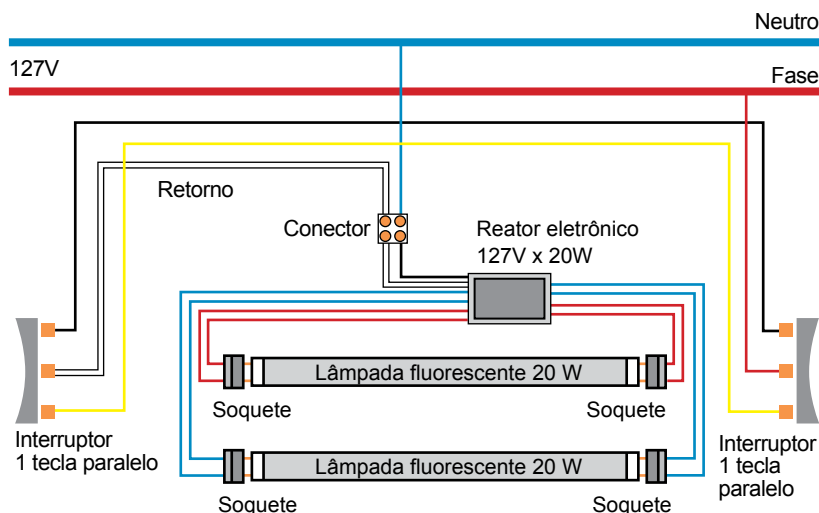 Neutro
127V
Fase
Retorno
Conector
Reator eletrônico
127V x 20W
Lâmpada fluorescente 20 W
Soquete
Soquete
Interruptor
1 tecla paralelo
Interruptor
1 tecla
paralelo
Lâmpada fluorescente 20 W
Soquete
Soquete